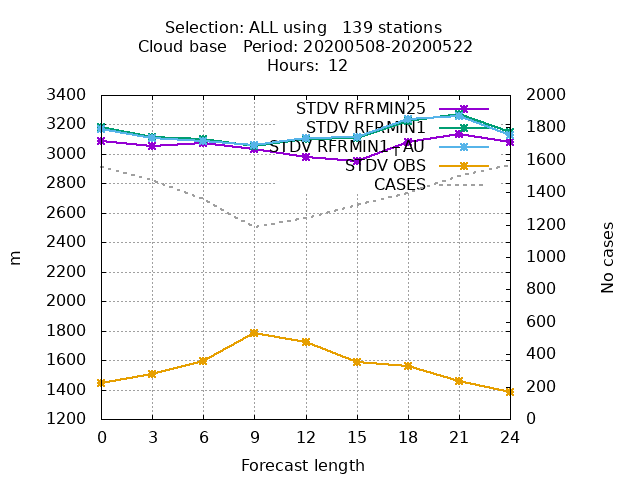 Selection: ALL using   139 stations
Cloud base   Period: 20200508-20200522
Hours:  12
STDV RFRMIN25
STDV RFRMIN1
STDV RFRMIN1+AU
STDV OBS
CASES
3400
3200
3000
2800
2600
2400
2200
2000
1800
1600
1400
1200
m
2000
1800
1600
1400
1200
1000
800
600
400
200
0
No cases
0 3 6 9 12 15 18 21 24
Forecast length